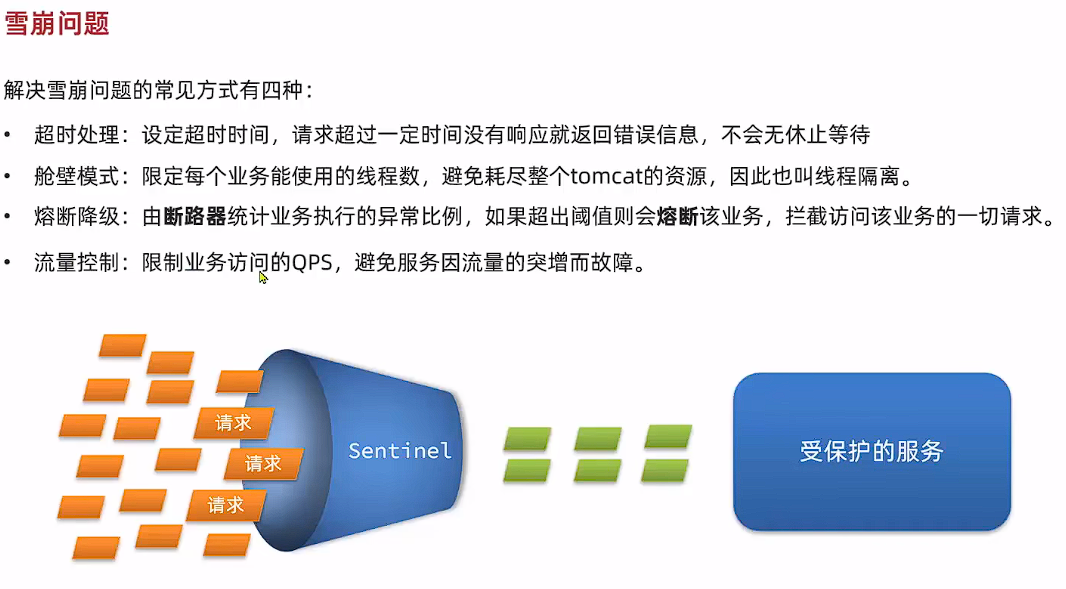 雪崩问题
解决雪崩问题的常见方式有四种：
• 超时处理：设定超时时间，请求超过一定时间没有响应就返回错误信息，不会无休止等待
• 舱壁模式：限定每个业务能使用的线程数，避免耗尽整个tomcat的资源，因此也叫线程隔离。
• 熔断降级：由断路器统计业务执行的异常比例，如果超出阈值则会熔断该业务，拦截访问该业务的一切请求。
• 流量控制：限制业务访问的QPS，避免服务因流量的突增而故障。
请求
请求
请求
Sentinel
受保护的服务